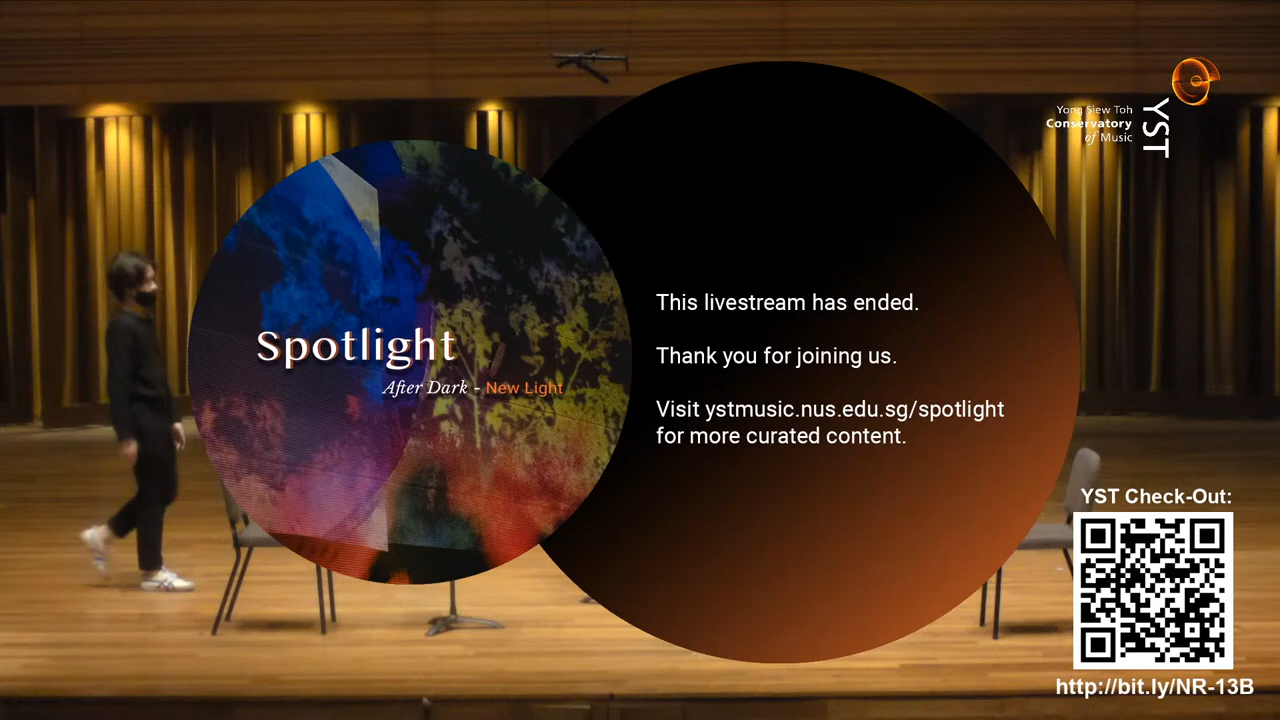 Yong Siew Toh
Conservatory
of Music
YST
Spotlight
After Dark - New Light
This livestream has ended.
Thank you for joining us.
Visit ystmusic.nus.edu.sg/spotlight
for more curated content.
YST Check-Out:
http://bit.ly/NR-13B